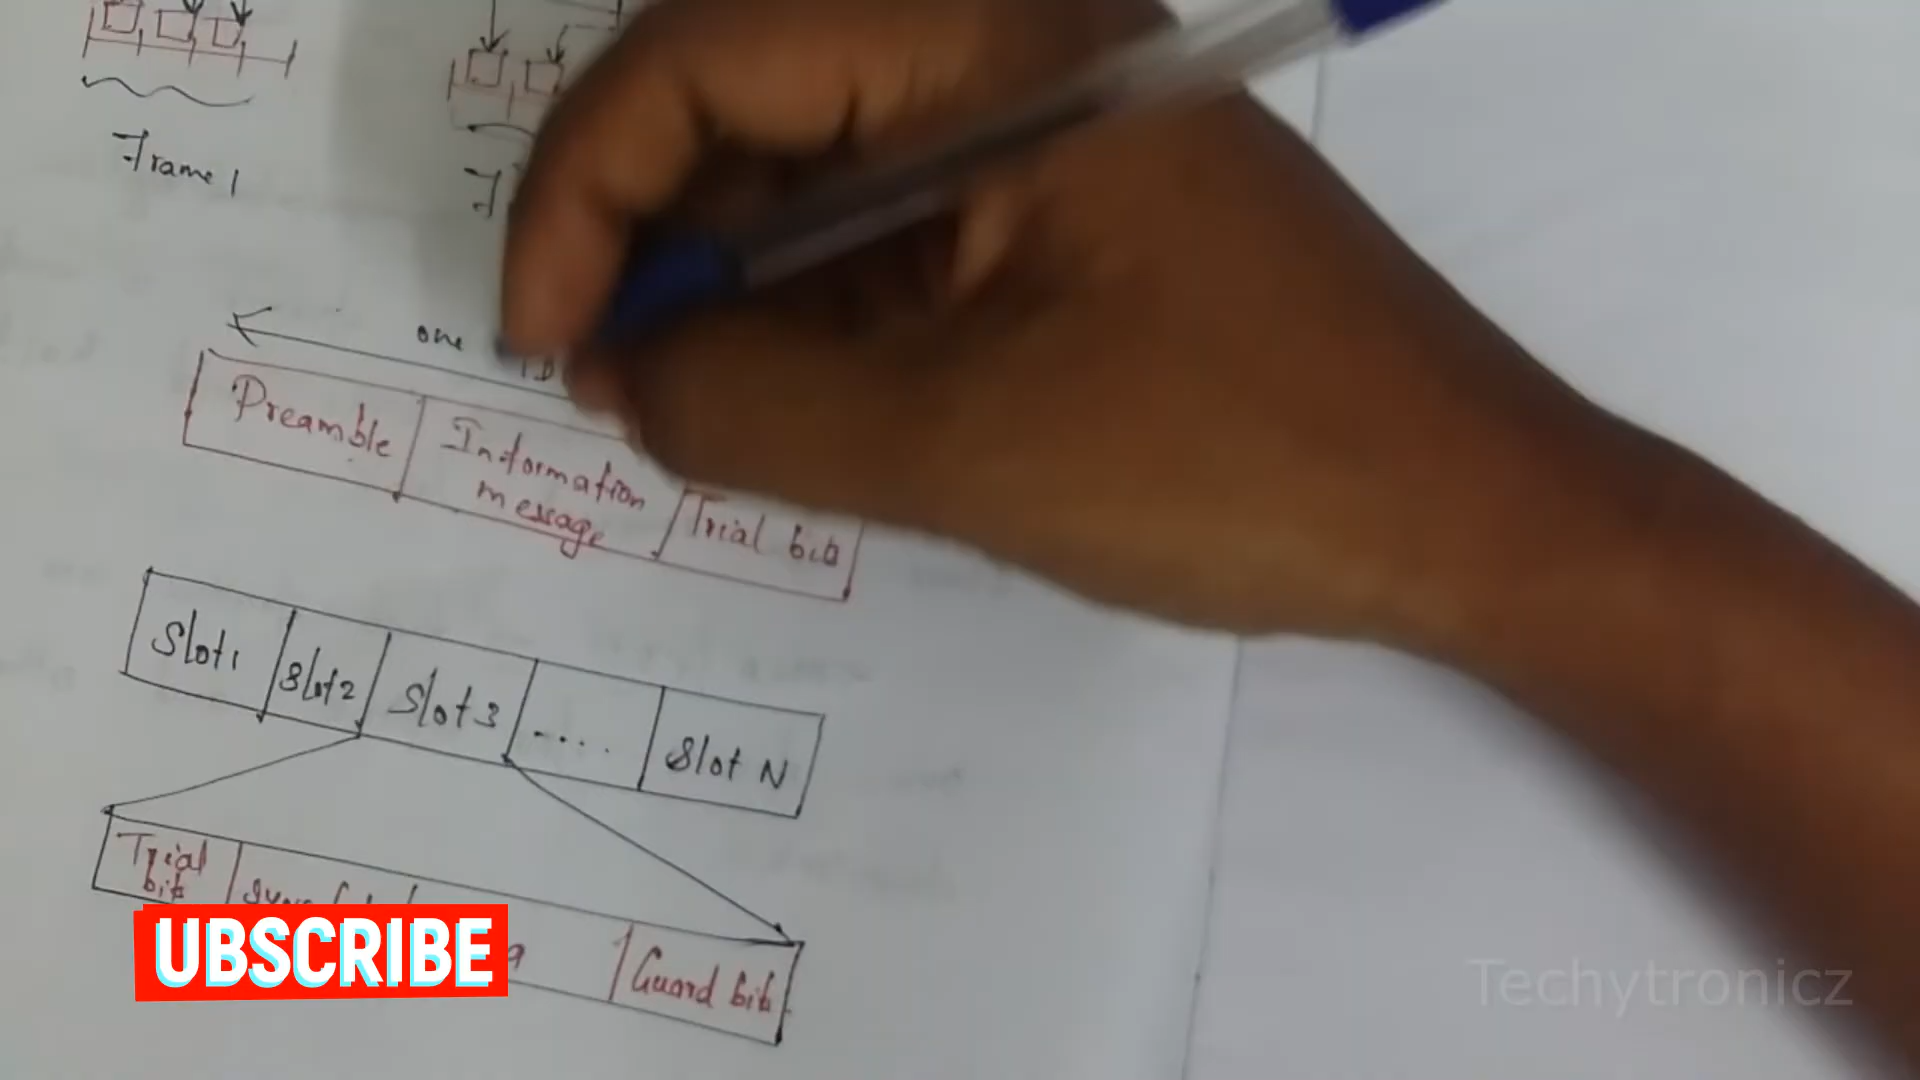 Frame 1
one
Preamble
Information
message
Trial bits
Slot1
Slot2
Slot3
....
Slot N
Trial
bits
Guard bits
UBSCRIBE
Techytronicz